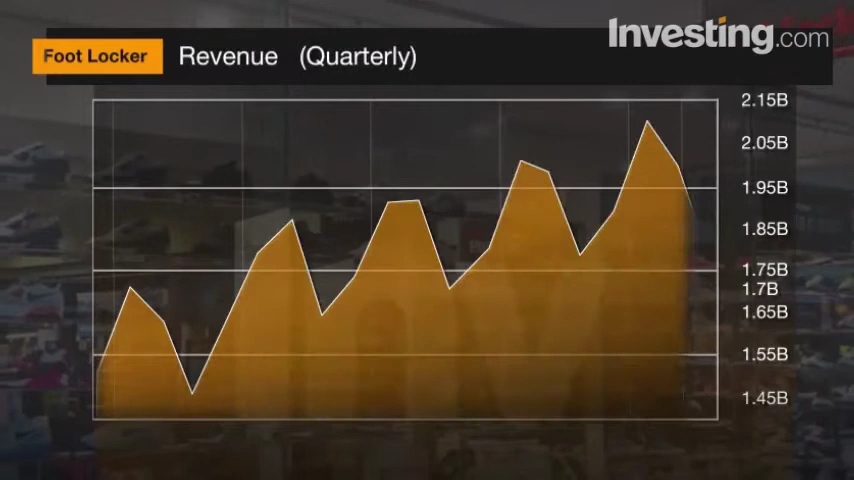 Investing.com
Foot Locker Revenue (Quarterly)
2.15B
2.05B
1.95B
1.85B
1.75B
1.7B
1.65B
1.55B
1.45B